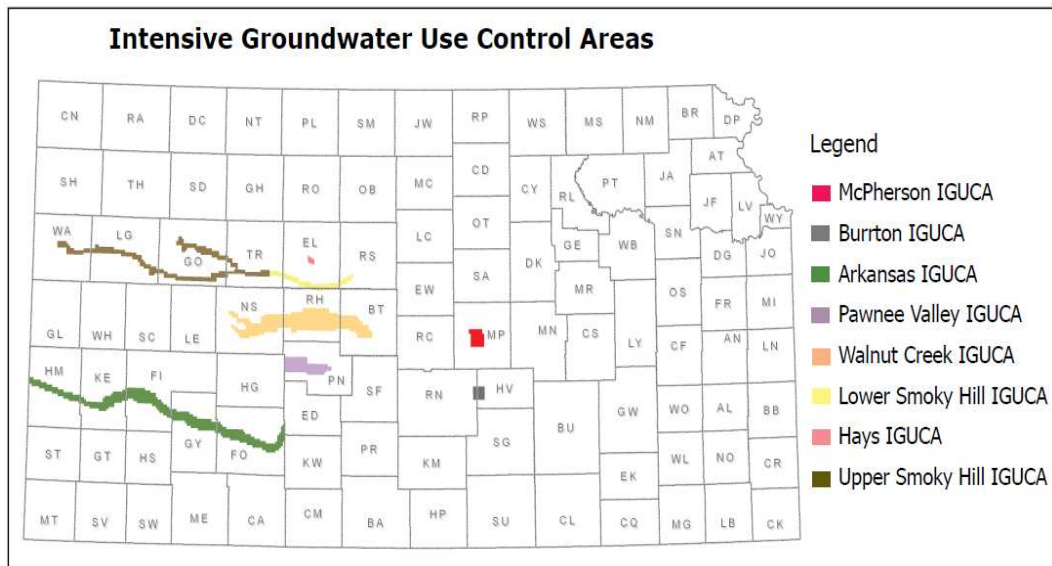 Intensive Groundwater Use Control Areas
CN RA DC NT PL SM JW RP WS MS NM BR DP
SH TH SD GH RO OB MC CD CY RL PT JA AT
OT JF LV WY
WA LG GO TR EL RS LC SA DK GE WB SN DG JO
GL WH SC LE NS RH BT EW MR OS FR MI
RC MP MN CS LY CF AN LN
HM KE FI HG PN SF RN HV
GY FO ED SG BU GW WO AL BB
ST GT HS KW PR KM EK WL NO CR
MT SV SW ME CA CM BA HP SU CL CQ MG LB CK
Legend
McPherson IGUCA
Burrton IGUCA
Arkansas IGUCA
Pawnee Valley IGUCA
Walnut Creek IGUCA
Lower Smoky Hill IGUCA
Hays IGUCA
Upper Smoky Hill IGUCA